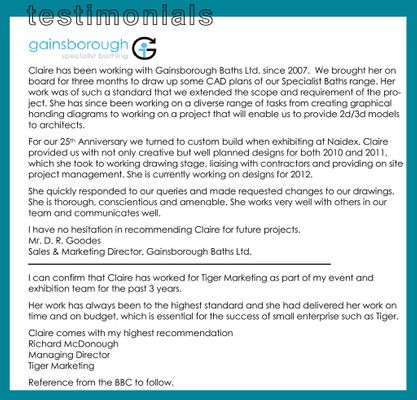 testimonials
gainsborough
specialist bathing
Claire has been working with Gainsborough Baths Ltd. since 2007.  We brought her on
board for three months to draw up some CAD plans of our Specialist Baths range. Her
work was of such a standard that we extended the scope and requirement of the pro-
ject. She has since been working on a diverse range of tasks from creating graphical
handing diagrams to working on a project that will enable us to provide 2d/3d models
to architects.
For our 25th Anniversary we turned to custom build when exhibiting at Naidex. Claire
provided us with not only creative but well planned designs for both 2010 and 2011,
which she took to working drawing stage, liaising with contractors and providing on site
project management. She is currently working on designs for 2012.
She quickly responded to our queries and made requested changes to our drawings.
She is thorough, conscientious and amenable. She works very well with others in our
team and communicates well.
I have no hesitation in recommending Claire for future projects.
Mr. D. R. Goodes
Sales & Marketing Director, Gainsborough Baths Ltd.
I can confirm that Claire has worked for Tiger Marketing as part of my event and
exhibition team for the past 3 years.
Her work has always been to the highest standard and she had delivered her work on
time and on budget, which is essential for the success of small enterprise such as Tiger.
Claire comes with my highest recommendation
Richard McDonough
Managing Director
Tiger Marketing
Reference from the BBC to follow.